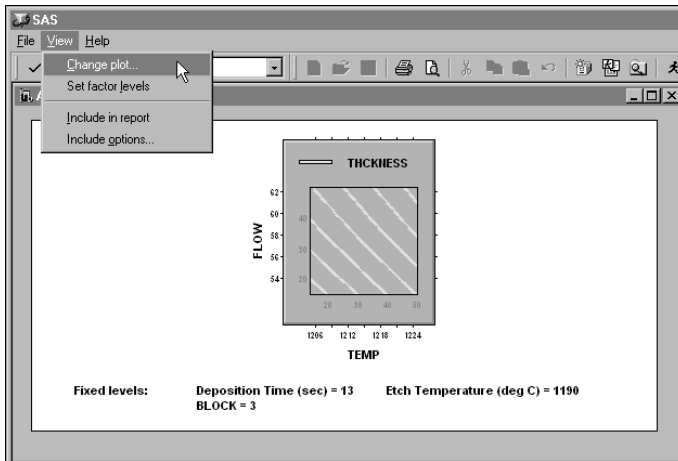 SAS
File View Help
Change plot...
Set factor levels
Include in report
Include options...
THCKNESS
62
60
58
56
54
FLOW
40
30
20
20 30 40 50
1206 1212 1218 1224
TEMP
Fixed levels: Deposition Time (sec) = 13 Etch Temperature (deg C) = 1190
BLOCK = 3